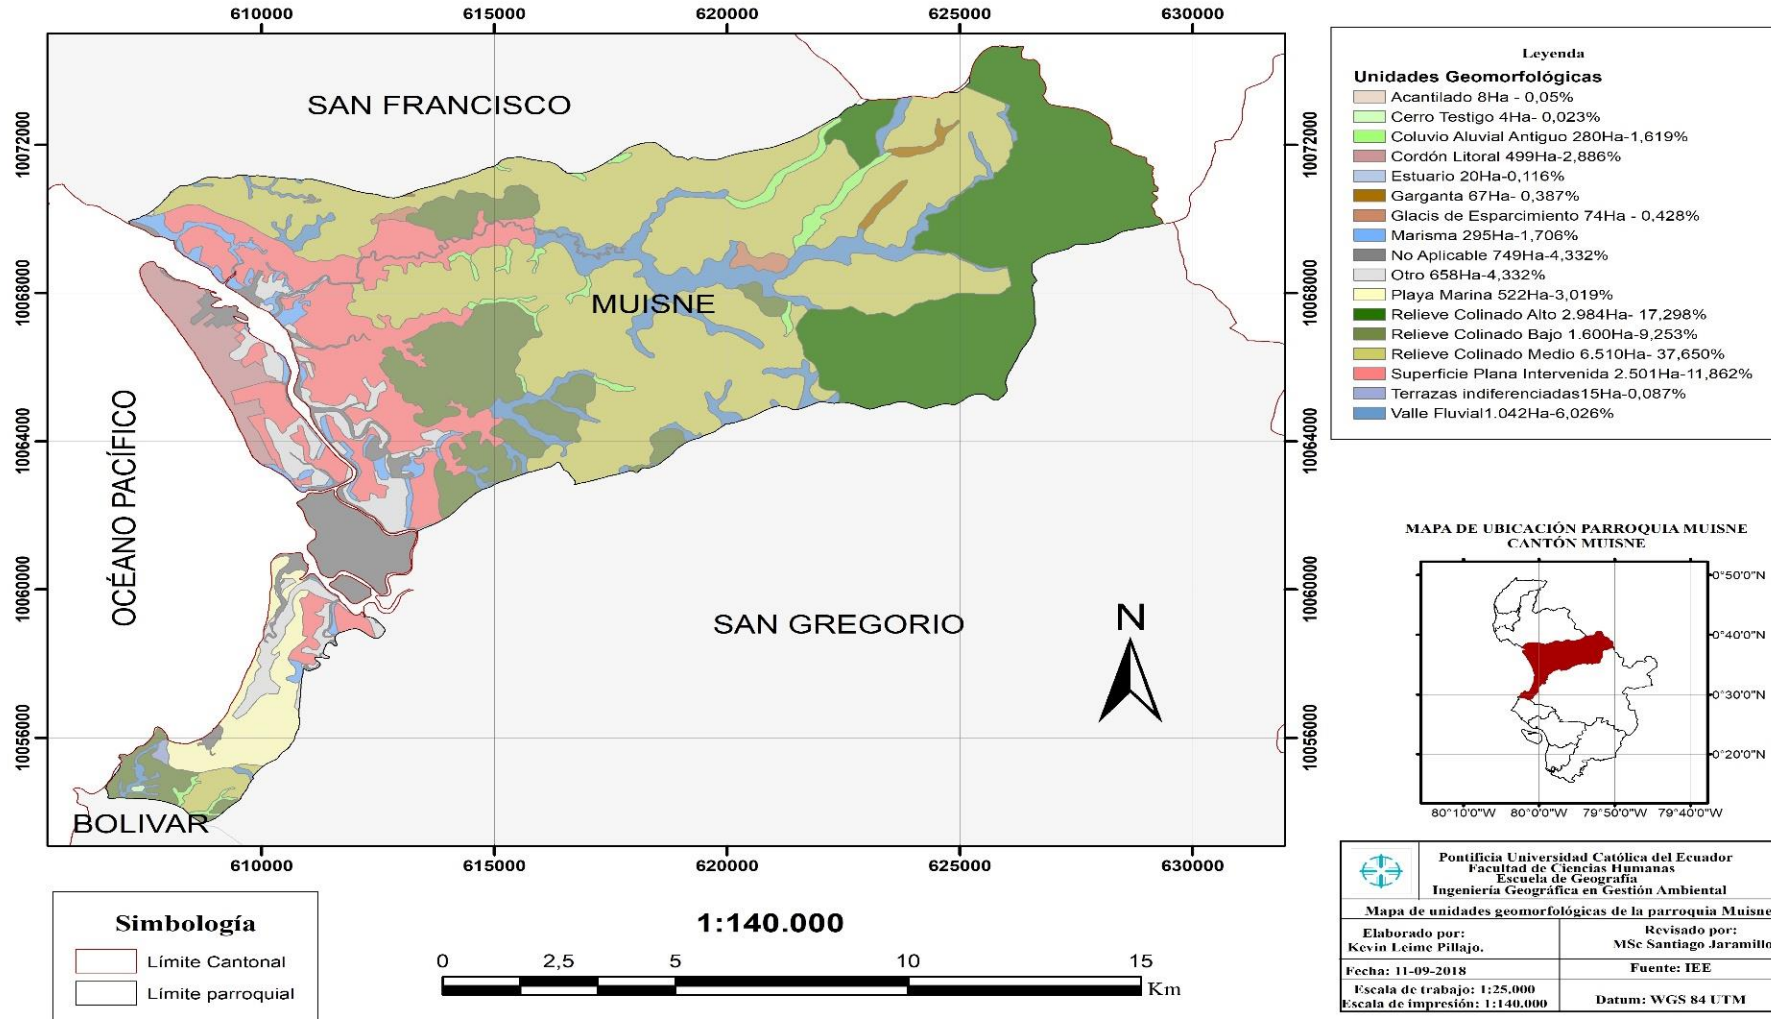 610000
615000
620000
625000
630000
10072000
10068000
10064000
10060000
10056000
10072000
10068000
10064000
10060000
10056000
SAN FRANCISCO
MUISNE
OCÉANO PACÍFICO
SAN GREGORIO
BOLIVAR
N
610000
615000
620000
625000
630000
Leyenda
Unidades Geomorfológicas
Acantilado 8Ha - 0,05%
Cerro Testigo 4Ha- 0,023%
Coluvio Aluvial Antiguo 280Ha-1,619%
Cordón Litoral 499Ha-2,886%
Estuario 20Ha-0,116%
Garganta 67Ha- 0,387%
Glacis de Esparcimiento 74Ha - 0,428%
Marisma 295Ha-1,706%
No Aplicable 749Ha-4,332%
Otro 658Ha-4,332%
Playa Marina 522Ha-3,019%
Relieve Colinado Alto 2.984Ha- 17,298%
Relieve Colinado Bajo 1.600Ha-9,253%
Relieve Colinado Medio 6.510Ha- 37,650%
Superficie Plana Intervenida 2.501Ha-11,862%
Terrazas indiferenciadas15Ha-0,087%
Valle Fluvial1.042Ha-6,026%
MAPA DE UBICACIÓN PARROQUIA MUISNE
CANTÓN MUISNE
0°50'0"N
0°40'0"N
0°30'0"N
0°20'0"N
80°10'0"W
80°0'0"W
79°50'0"W
79°40'0"W
Simbología
Límite Cantonal
Límite parroquial
1:140.000
0
2,5
5
10
15
Km
Pontificia Universidad Católica del Ecuador
Facultad de Ciencias Humanas
Escuela de Geografía
Ingeniería Geográfica en Gestión Ambiental
Mapa de unidades geomorfológicas de la parroquia Muisne
Elaborado por:
Kevin Leime Pillajo.
Revisado por:
MSc Santiago Jaramillo
Fecha: 11-09-2018
Fuente: IEE
Escala de trabajo: 1:25.000
Escala de impresión: 1:140.000
Datum: WGS 84 UTM